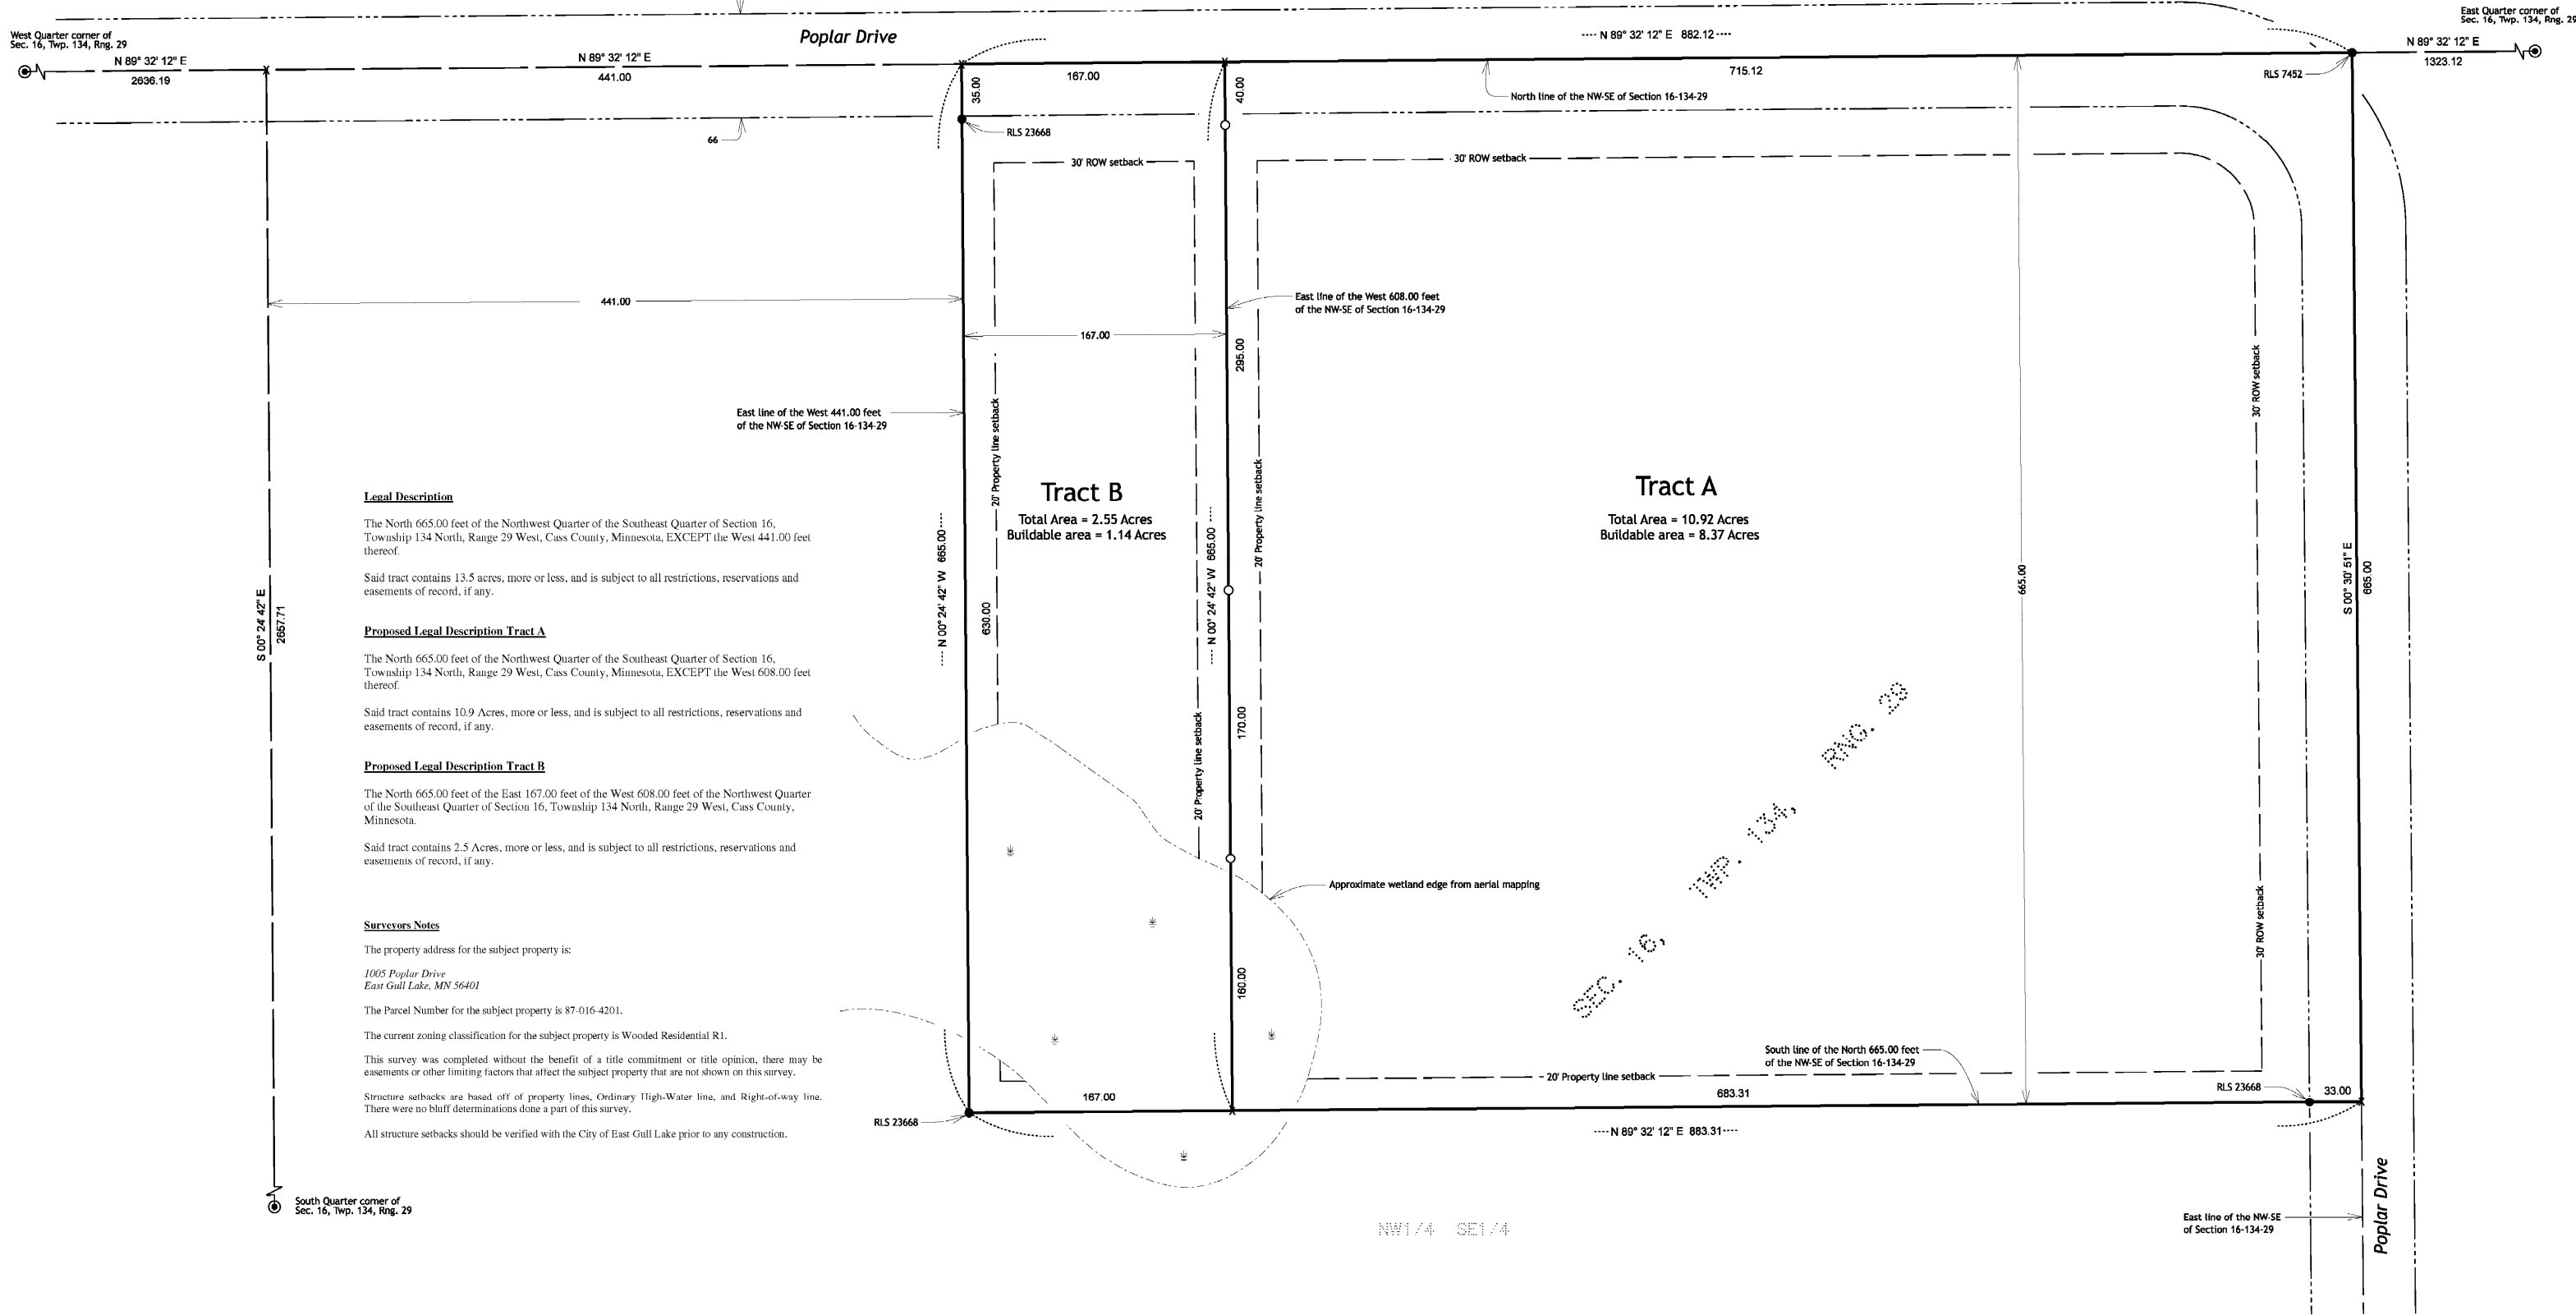 West Quarter corner of
Sec. 16, Twp. 134, Rng. 29
East Quarter corner of
Sec. 16, Twp. 134, Rng. 29
Poplar Drive
---- N 89° 32' 12" E 882.12 ----
N 89° 32' 12" E
2636.19
N 89° 32' 12" E
441.00
167.00
715.12
N 89° 32' 12" E
1323.12
RLS 7452
35.00
40.00
North line of the NW-SE of Section 16-134-29
66
RLS 23668
30' ROW setback
30' ROW setback
441.00
East line of the West 608.00 feet
of the NW-SE of Section 16-134-29
167.00
295.00
30' ROW setback
East line of the West 441.00 feet
of the NW-SE of Section 16-134-29
20' Property line setback
20' Property line setback
Tract B
Total Area = 2.55 Acres
Buildable area = 1.14 Acres
Tract A
Total Area = 10.92 Acres
Buildable area = 8.37 Acres
---- N 00° 24' 42" W 665.00 ----
---- N 00° 24' 42" W 665.00 ----
630.00
665.00
S 00° 30' 51" E
665.00
S 00° 24' 42" E
2657.71
Legal Description
The North 665.00 feet of the Northwest Quarter of the Southeast Quarter of Section 16,
Township 134 North, Range 29 West, Cass County, Minnesota, EXCEPT the West 441.00 feet
thereof.
Said tract contains 13.5 acres, more or less, and is subject to all restrictions, reservations and
easements of record, if any.
Proposed Legal Description Tract A
The North 665.00 feet of the Northwest Quarter of the Southeast Quarter of Section 16,
Township 134 North, Range 29 West, Cass County, Minnesota, EXCEPT the West 608.00 feet
thereof.
Said tract contains 10.9 Acres, more or less, and is subject to all restrictions, reservations and
easements of record, if any.
Proposed Legal Description Tract B
The North 665.00 feet of the East 167.00 feet of the West 608.00 feet of the Northwest Quarter
of the Southeast Quarter of Section 16, Township 134 North, Range 29 West, Cass County,
Minnesota.
Said tract contains 2.5 Acres, more or less, and is subject to all restrictions, reservations and
easements of record, if any.
Surveyors Notes
The property address for the subject property is:
1005 Poplar Drive
East Gull Lake, MN 56401
The Parcel Number for the subject property is 87-016-4201.
The current zoning classification for the subject property is Wooded Residential R1.
This survey was completed without the benefit of a title commitment or title opinion, there may be
easements or other limiting factors that affect the subject property that are not shown on this survey.
Structure setbacks are based off of property lines, Ordinary High-Water line, and Right-of-way line.
There were no bluff determinations done a part of this survey.
All structure setbacks should be verified with the City of East Gull Lake prior to any construction.
170.00
20' Property line setback
Approximate wetland edge from aerial mapping
160.00
SEC. 16, TWP. 134, RNG. 29
30' ROW setback
South line of the North 665.00 feet
of the NW-SE of Section 16-134-29
20' Property line setback
RLS 23668
33.00
167.00
683.31
RLS 23668
---- N 89° 32' 12" E 883.31 ----
South Quarter corner of
Sec. 16, Twp. 134, Rng. 29
NW1/4 SE1/4
East line of the NW-SE
of Section 16-134-29
Poplar Drive